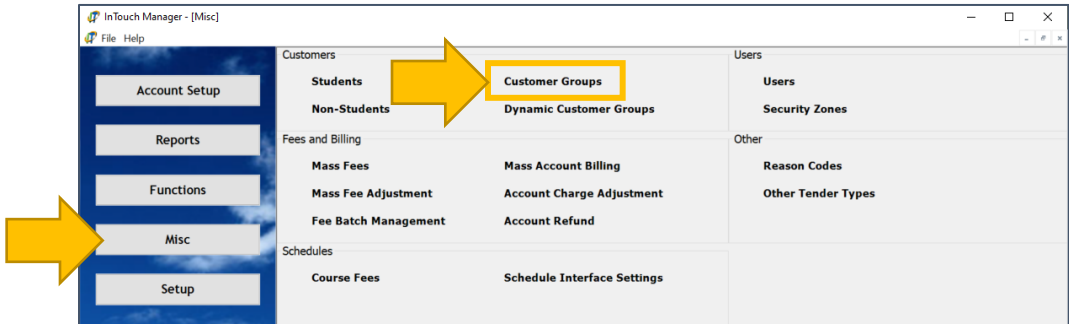 InTouch Manager - [Misc]
File Help
Account Setup
Reports
Functions
Misc
Setup
Customers
Students
Customer Groups
Non-Students
Dynamic Customer Groups
Users
Users
Security Zones
Fees and Billing
Mass Fees
Mass Account Billing
Mass Fee Adjustment
Account Charge Adjustment
Fee Batch Management
Account Refund
Other
Reason Codes
Other Tender Types
Schedules
Course Fees
Schedule Interface Settings